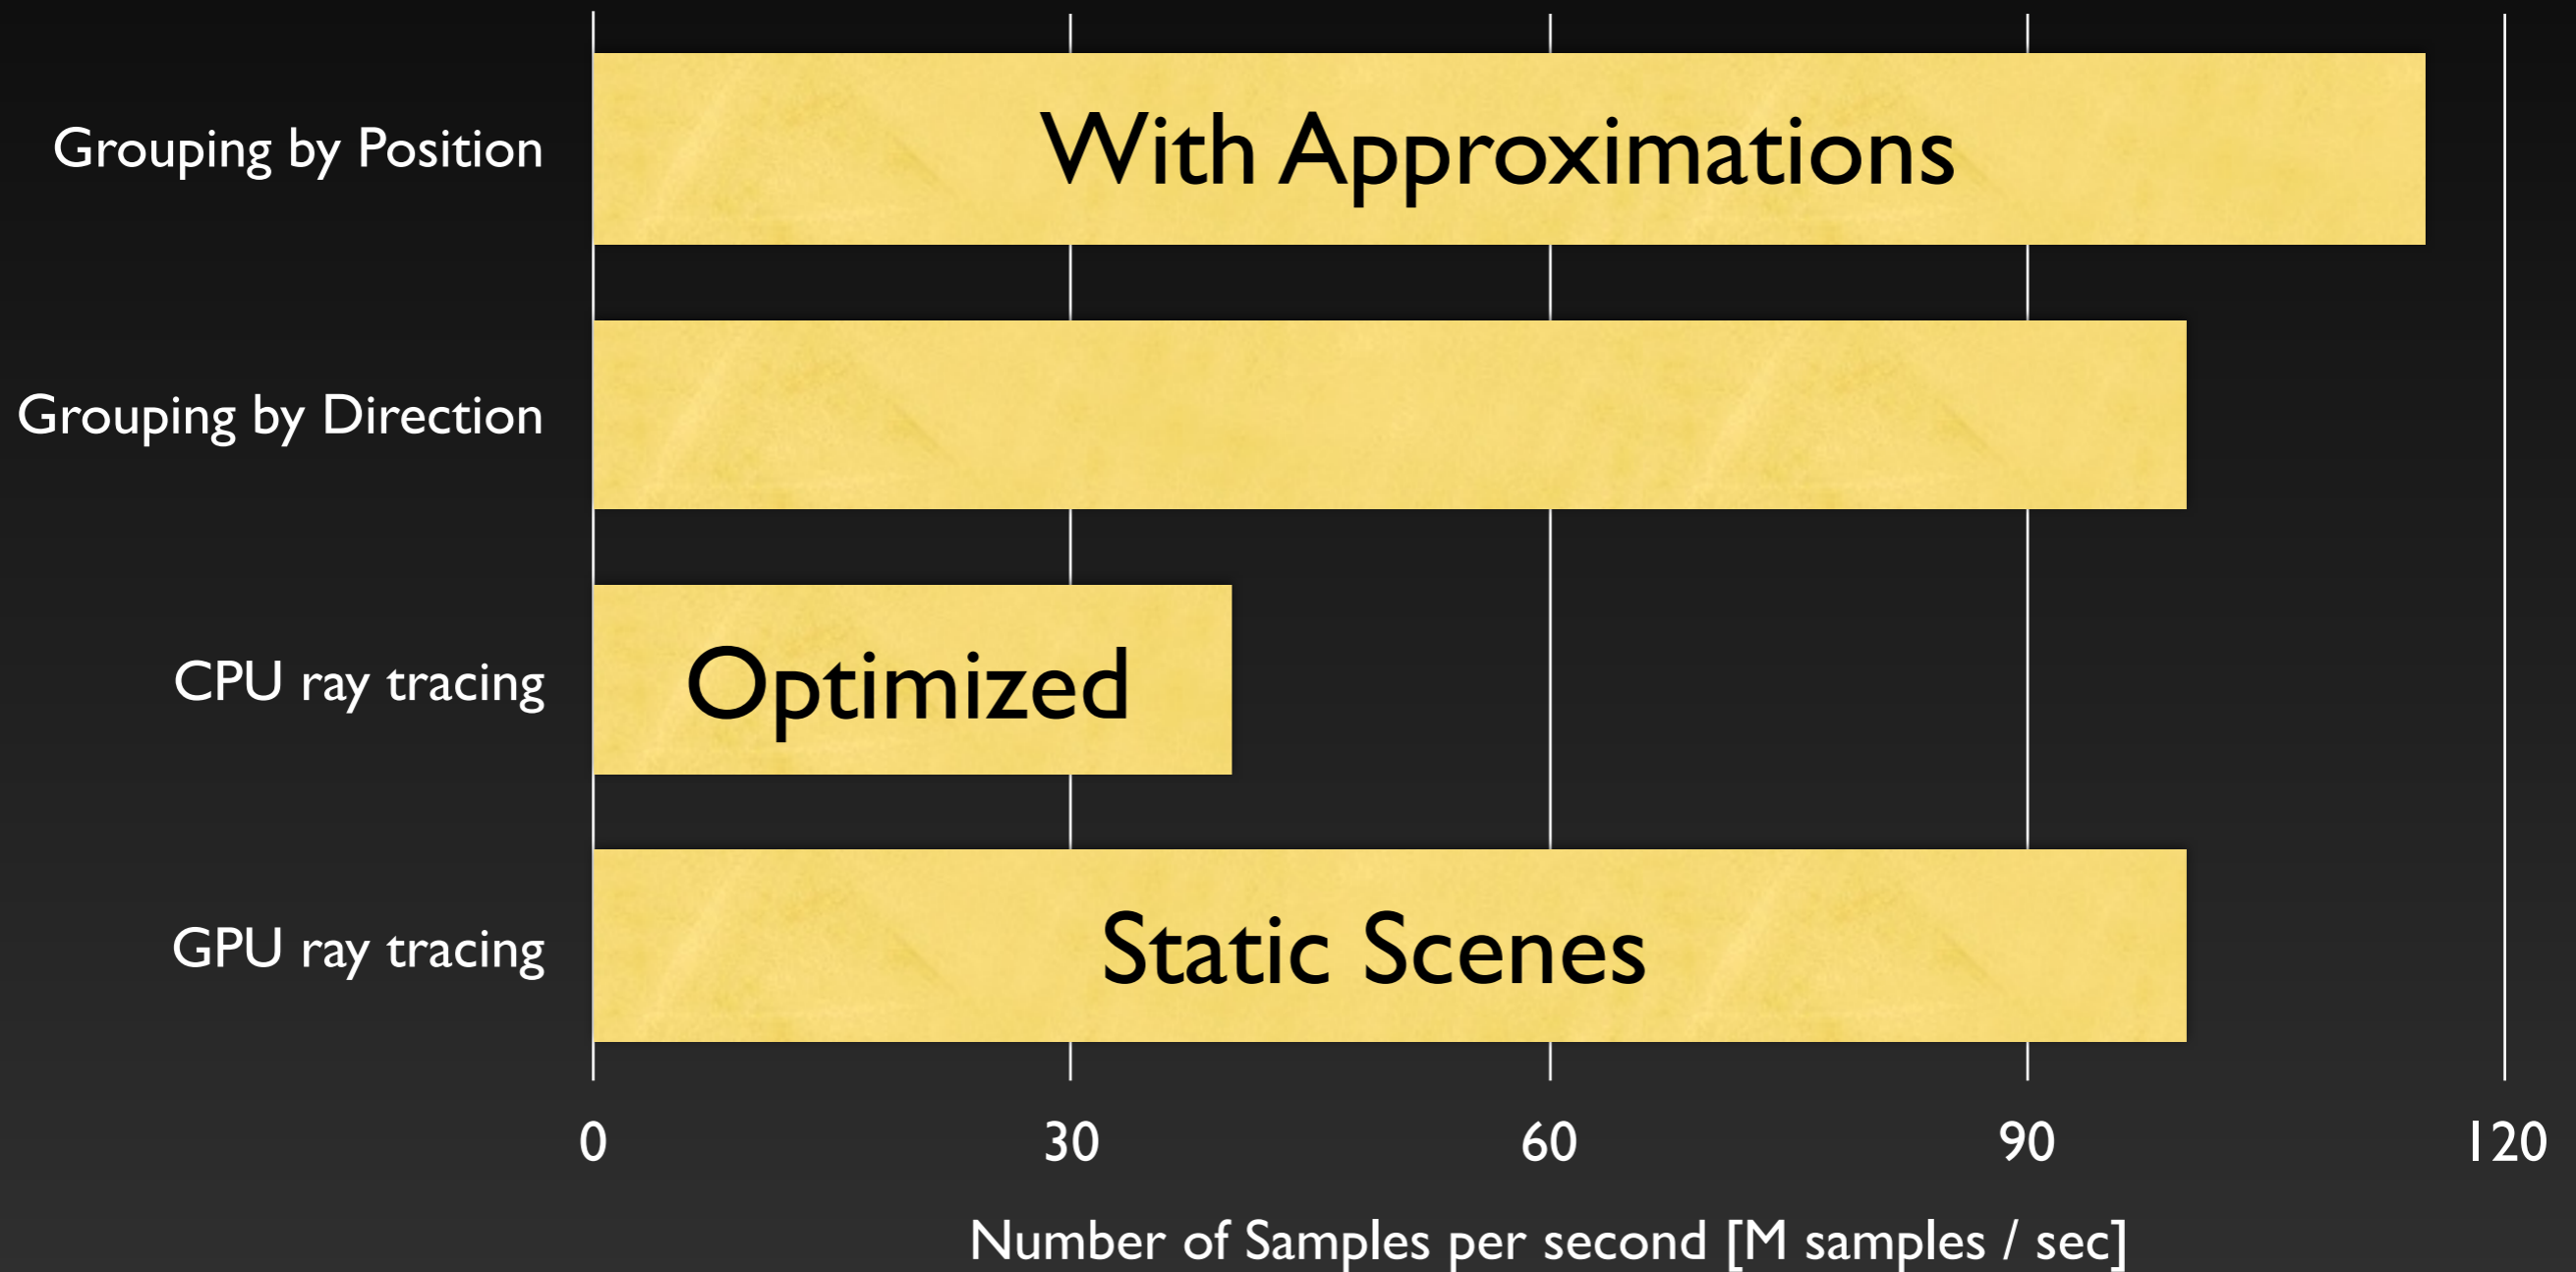 Grouping by Position
With Approximations
Grouping by Direction
CPU ray tracing
Optimized
GPU ray tracing
Static Scenes
0 30 60 90 120
Number of Samples per second [M samples / sec]